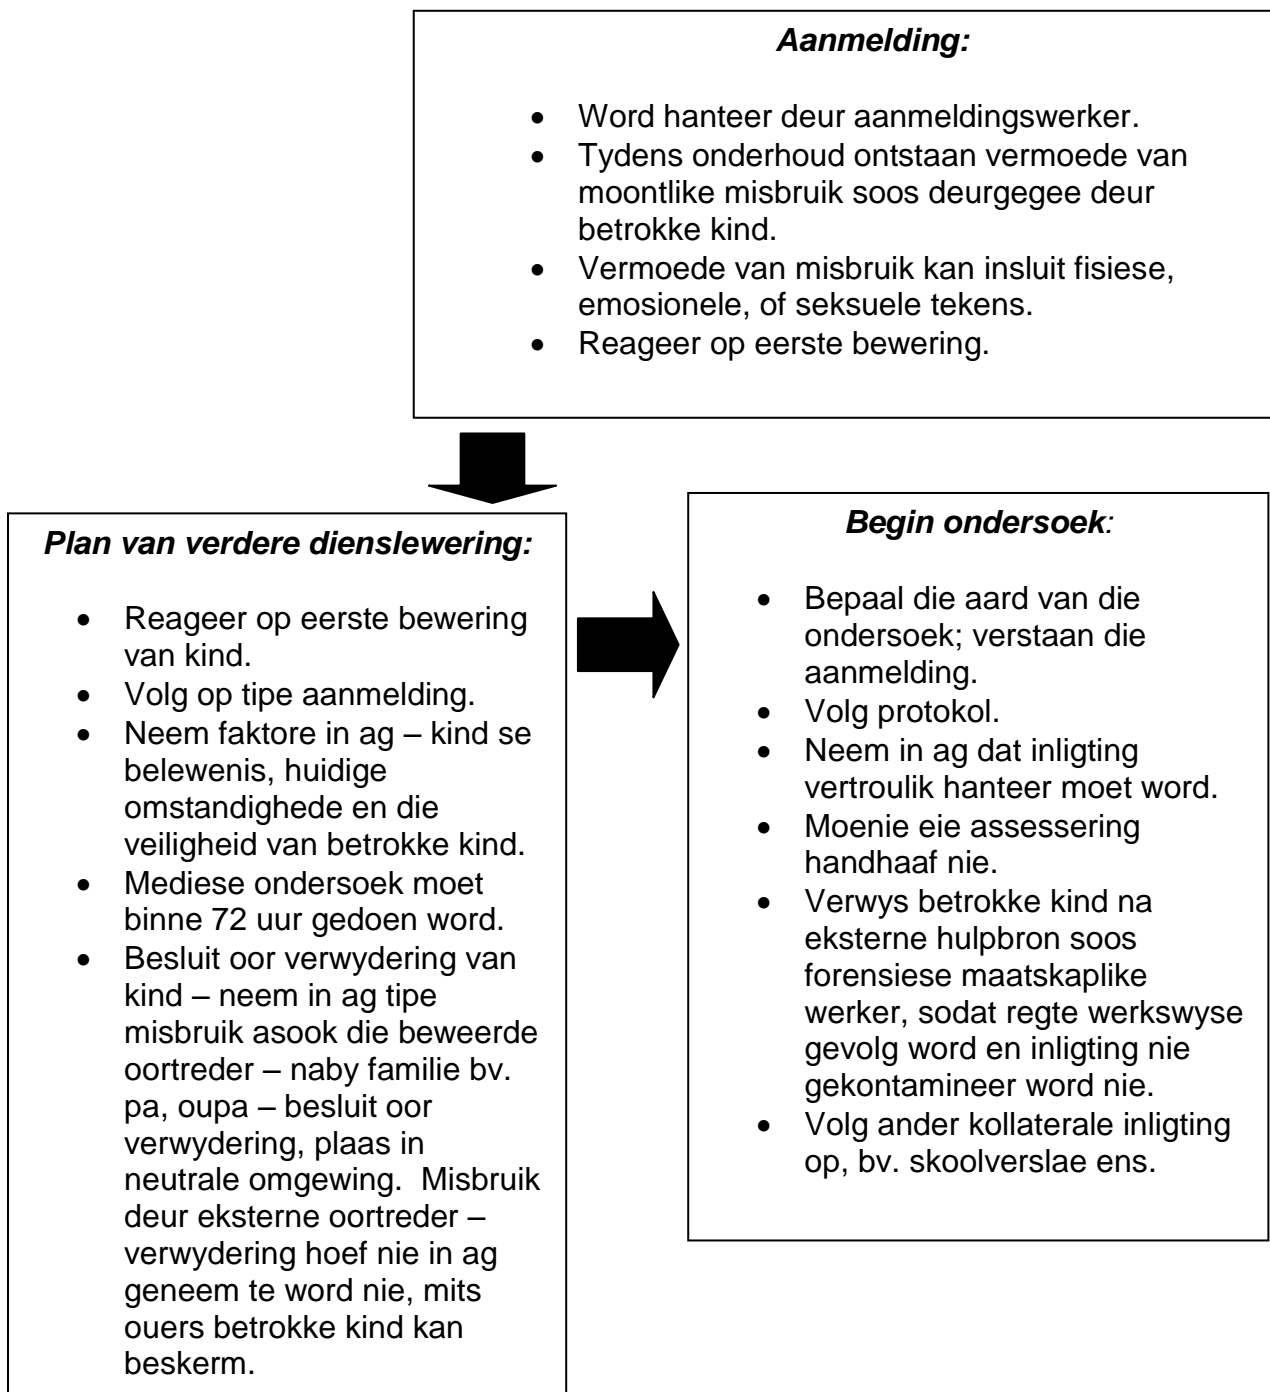 Aanmelding:
• Word hanteer deur aanmeldingswerker.
• Tydens onderhoud ontstaan vermoede van
moontlike misbruik soos deurgegee deur
betrokke kind.
• Vermoede van misbruik kan insluit fisiese,
emosionele, of seksuele tekens.
• Reageer op eerste bewering.
Plan van verdere dienslewering:
• Reageer op eerste bewering
van kind.
• Volg op tipe aanmelding.
• Neem faktore in ag – kind se
belewenis, huidige
omstandighede en die
veiligheid van betrokke kind.
• Mediese ondersoek moet
binne 72 uur gedoen word.
• Besluit oor verwydering van
kind – neem in ag tipe
misbruik asook die beweerde
oortreder – naby familie bv.
pa, oupa – besluit oor
verwydering, plaas in
neutrale omgewing.  Misbruik
deur eksterne oortreder –
verwydering hoef nie in ag
geneem te word nie, mits
ouers betrokke kind kan
beskerm.
Begin ondersoek:
• Bepaal die aard van die
ondersoek; verstaan die
aanmelding.
• Volg protokol.
• Neem in ag dat inligting
vertroulik hanteer moet word.
• Moenie eie assessering
handhaaf nie.
• Verwys betrokke kind na
eksterne hulpbron soos
forensiese maatskaplike
werker, sodat regte werkswyse
gevolg word en inligting nie
gekontamineer word nie.
• Volg ander kollaterale inligting
op, bv. skoolverslae ens.